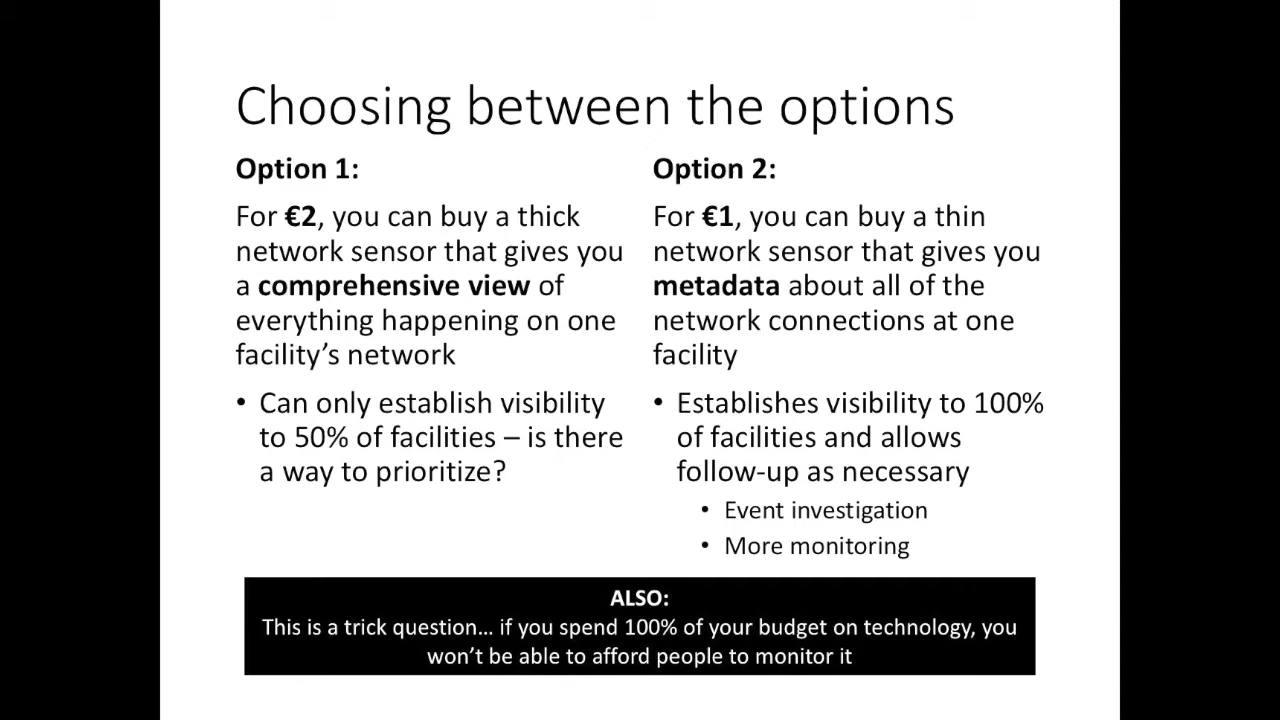 Choosing between the options
Option 1:
For €2, you can buy a thick
network sensor that gives you
a comprehensive view of
everything happening on one
facility’s network
• Can only establish visibility
to 50% of facilities – is there
a way to prioritize?
Option 2:
For €1, you can buy a thin
network sensor that gives you
metadata about all of the
network connections at one
facility
• Establishes visibility to 100%
of facilities and allows
follow-up as necessary
• Event investigation
• More monitoring
ALSO:
This is a trick question... if you spend 100% of your budget on technology, you
won’t be able to afford people to monitor it